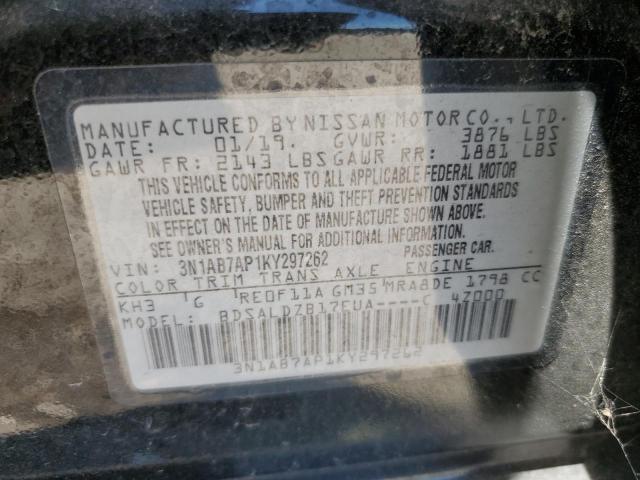 MANUFACTURED BY NISSAN MOTOR CO., LTD.
DATE: 01/19. GVWR: 3876 LBS
GAWR FR: 2143 LBS GAWR RR: 1881 LBS
THIS VEHICLE CONFORMS TO ALL APPLICABLE FEDERAL MOTOR
VEHICLE SAFETY, BUMPER AND THEFT PREVENTION STANDARDS
IN EFFECT ON THE DATE OF MANUFACTURE SHOWN ABOVE.
SEE OWNER'S MANUAL FOR ADDITIONAL INFORMATION.
VIN: 3N1AB7AP1KY297262 PASSENGER CAR.
COLOR TRIM TRANS AXLE ENGINE
KH3 G RE0F11A GM35 MRA8DE 1798 CC
MODEL: BDSALDZB17EUA----C 4Z000
3N1AB7AP1KY297262